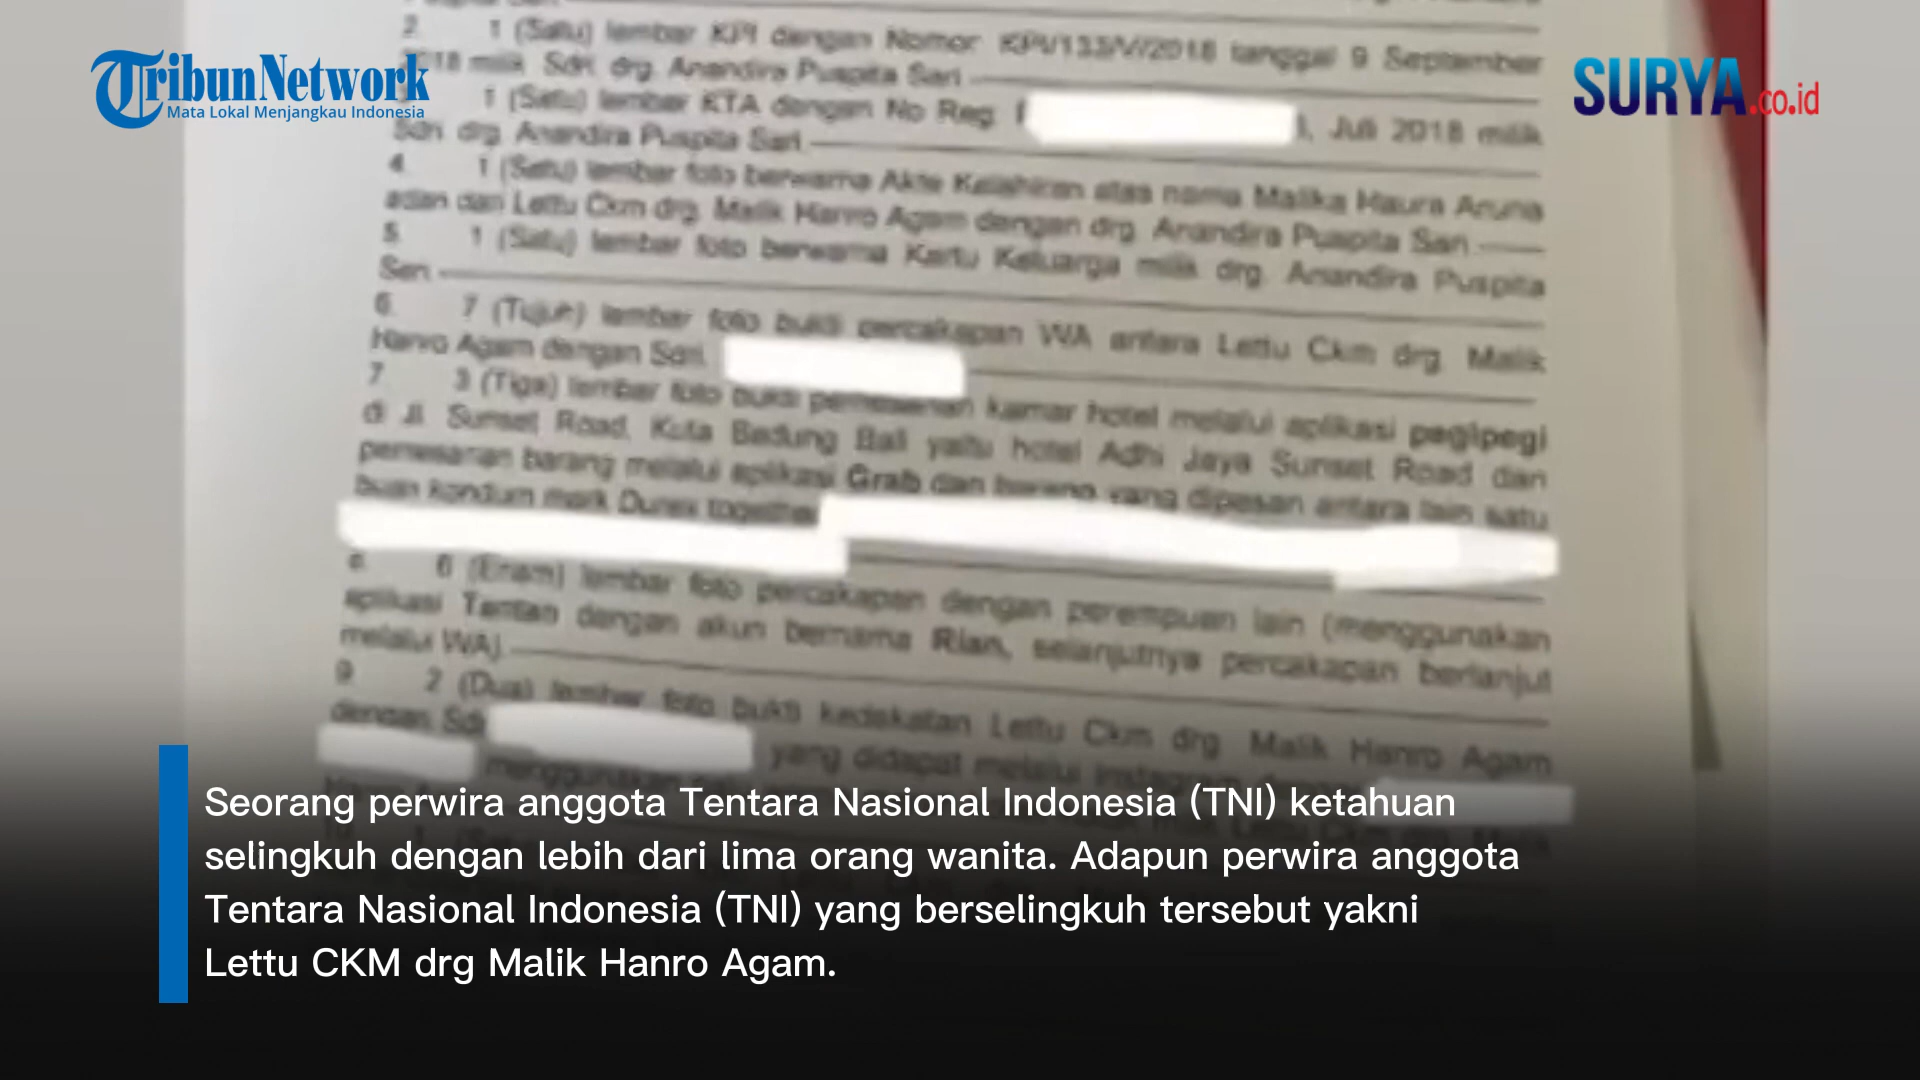 2. 1 (Satu) lembar KPI dengan Nomor KPI/133/V/2018 tanggal 9 September
2018 milik Sdri. drg. Anandira Puspita Sari
TribunNetwork
Mata Lokal Menjangkau Indonesia
SURYA.co.id
1 (Satu) lembar KTA dengan No Reg. Juli 2018 milik
Sdri drg. Anandira Puspita Sari
4. 1 (Satu) lembar foto berwarna Akte Kelahiran atas nama Malika Haura Aruna
dari Lettu Ckm drg. Malik Hanro Agam dengan drg. Anandira Puspita Sari
5. 1 (Satu) lembar foto berwarna Kartu Keluarga milik drg. Anandira Puspita
Sari
6. 7 (Tujuh) lembar foto bukti percakapan WA antara Lettu Ckm drg. Malik
Hanro Agam dengan Sdri.
7 3 (Tiga) lembar foto bukti pemesanan kamar hotel melalui aplikasi pegipegi
di Jl. Sunset Road, Kuta Badung Bali yaitu hotel Adhi Jaya Sunset Road dan
pemesanan barang melalui aplikasi Grab dan barang yang dipesan antara lain satu
buah kondom merk Durex together
6 (Enam) lembar foto percakapan dengan perempuan lain (menggunakan
aplikasi Tantan dengan akun bernama Rian, selanjutnya percakapan berlanjut
melalui WA)
9 2 (Dua) lembar foto bukti kedekatan Lettu Ckm drg. Malik Hanro Agam
dengan Sdri
menggunakan yang didapat melalui Instagram
Seorang perwira anggota Tentara Nasional Indonesia (TNI) ketahuan
selingkuh dengan lebih dari lima orang wanita. Adapun perwira anggota
Tentara Nasional Indonesia (TNI) yang berselingkuh tersebut yakni
Lettu CKM drg Malik Hanro Agam.